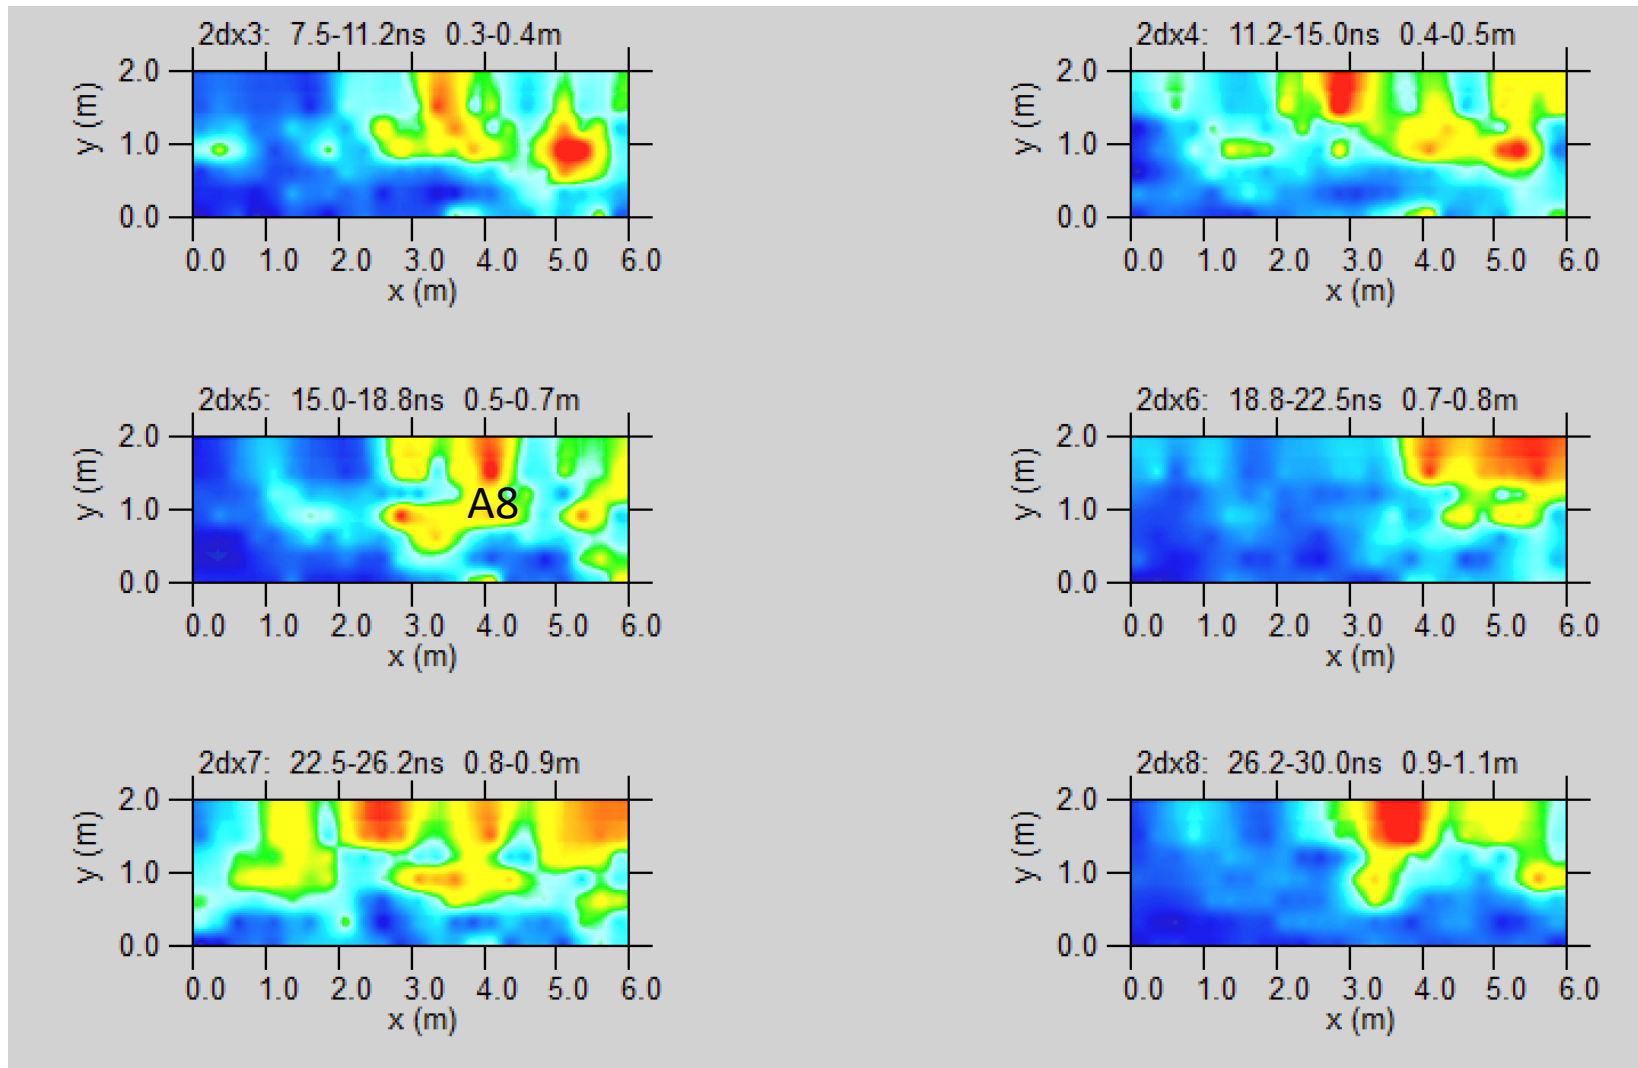 2dx3: 7.5-11.2ns 0.3-0.4m
2.0
1.0
0.0
y (m)
0.0 1.0 2.0 3.0 4.0 5.0 6.0
x (m)
2dx4: 11.2-15.0ns 0.4-0.5m
2.0
1.0
0.0
y (m)
0.0 1.0 2.0 3.0 4.0 5.0 6.0
x (m)
2dx5: 15.0-18.8ns 0.5-0.7m
2.0
1.0
0.0
y (m)
A8
0.0 1.0 2.0 3.0 4.0 5.0 6.0
x (m)
2dx6: 18.8-22.5ns 0.7-0.8m
2.0
1.0
0.0
y (m)
0.0 1.0 2.0 3.0 4.0 5.0 6.0
x (m)
2dx7: 22.5-26.2ns 0.8-0.9m
2.0
1.0
0.0
y (m)
0.0 1.0 2.0 3.0 4.0 5.0 6.0
x (m)
2dx8: 26.2-30.0ns 0.9-1.1m
2.0
1.0
0.0
y (m)
0.0 1.0 2.0 3.0 4.0 5.0 6.0
x (m)